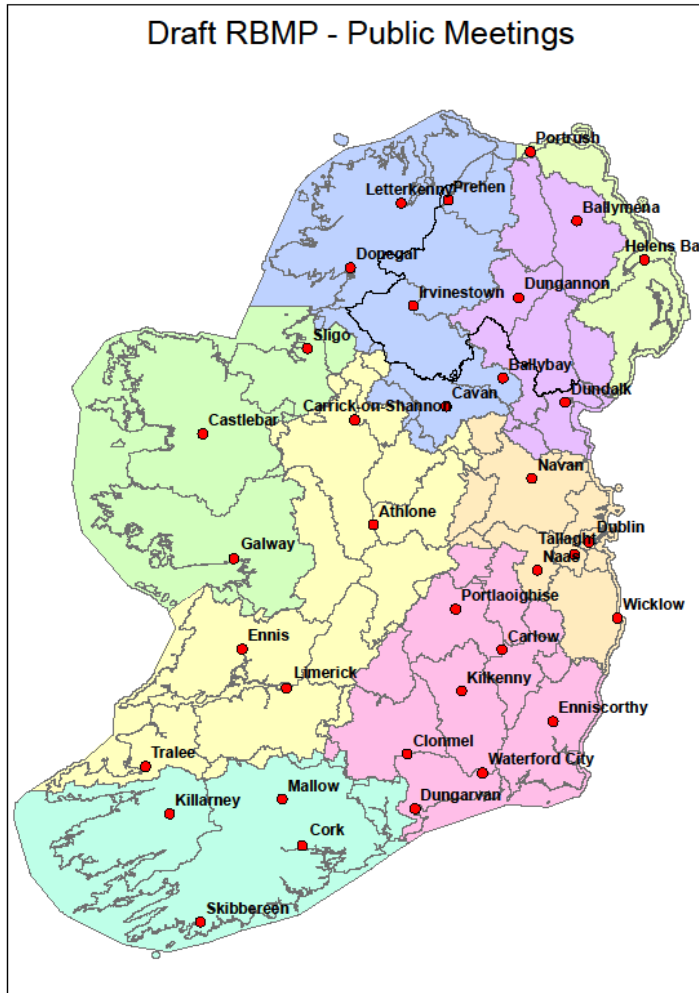 Draft RBMP - Public Meetings
Portrush
Letterkenny
Prehen
Ballymena
Helens Ba
Donegal
Dungannon
Irvinestown
Sligo
Ballybay
Cavan
Dundalk
Carrick-on-Shannon
Castlebar
Navan
Athlone
Dublin
Tallaght
Galway
Naas
Portlaoighise
Wicklow
Ennis
Carlow
Limerick
Kilkenny
Enniscorthy
Clonmel
Tralee
Waterford City
Mallow
Killarney
Dungarvan
Cork
Skibbereen